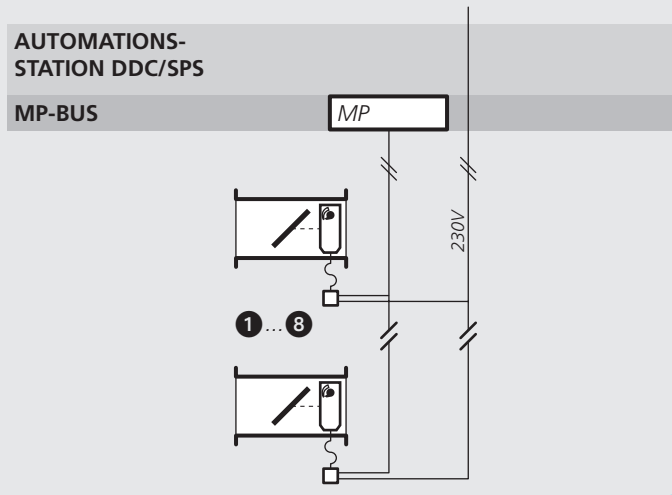 AUTOMATIONS-
STATION DDC/SPS
MP-BUS
MP
230V
1...8